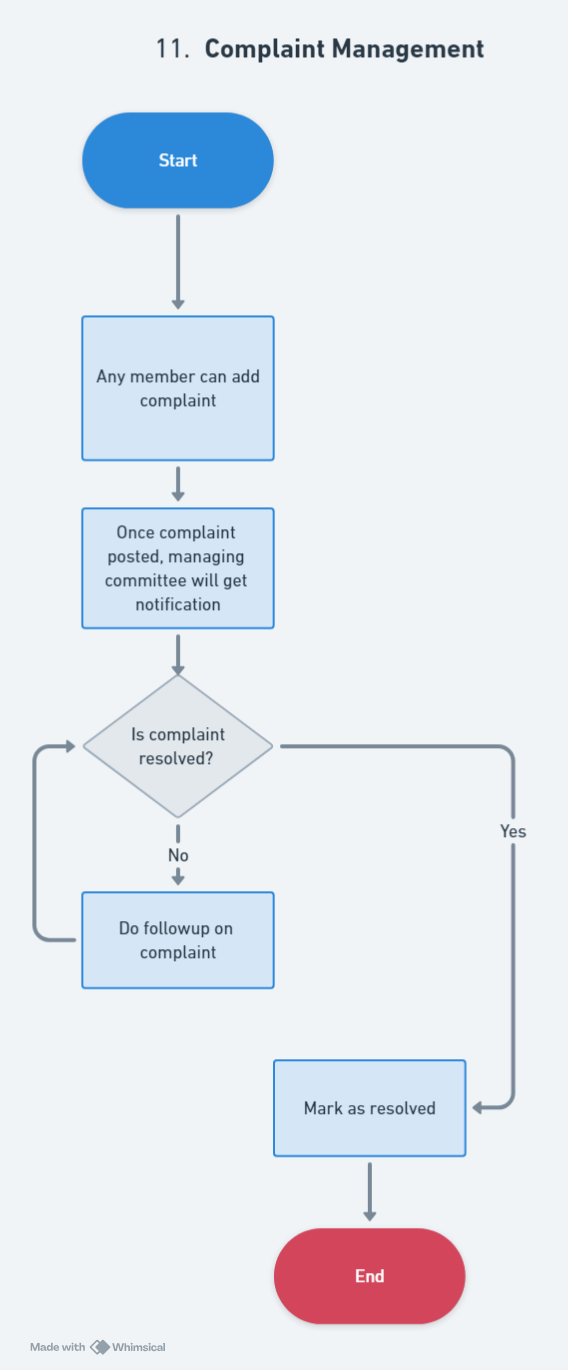 11. Complaint Management
Start
Any member can add
complaint
Once complaint
posted, managing
committee will get
notification
Is complaint
resolved?
Yes
No
Do followup on
complaint
Mark as resolved
End
Made with Whimsical